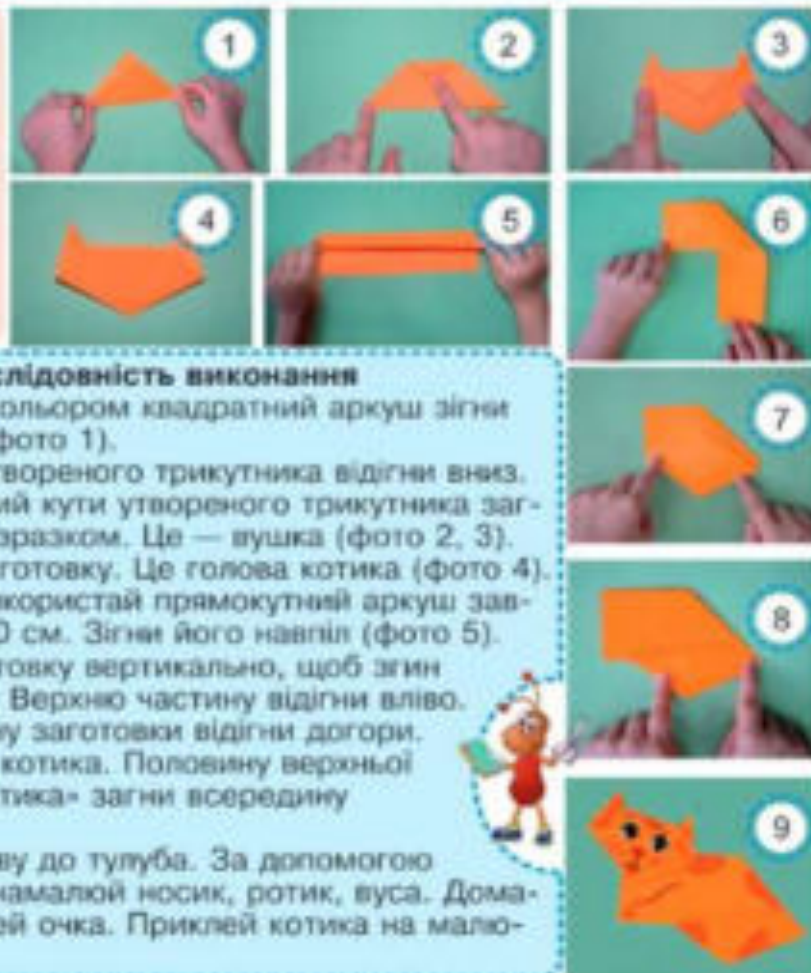 1
2
3
4
5
6
слідовність виконання
ольором квадратний аркуш зігни
фото 1).
твореного трикутника відігни вниз.
ий кути утвореного трикутника заг-
зразком. Це — вушка (фото 2, 3).
готовку. Це голова котика (фото 4).
користай прямокутний аркуш зав-
0 см. Зігни його навпіл (фото 5).
товку вертикально, щоб згин
Верхню частину відігни вліво.
ну заготовки відігни догори.
котика. Половину верхньої
тика» загни всередину
ву до тулуба. За допомогою
намалюй носик, ротик, вуса. Дома-
ей очка. Приклей котика на малю-
7
8
9